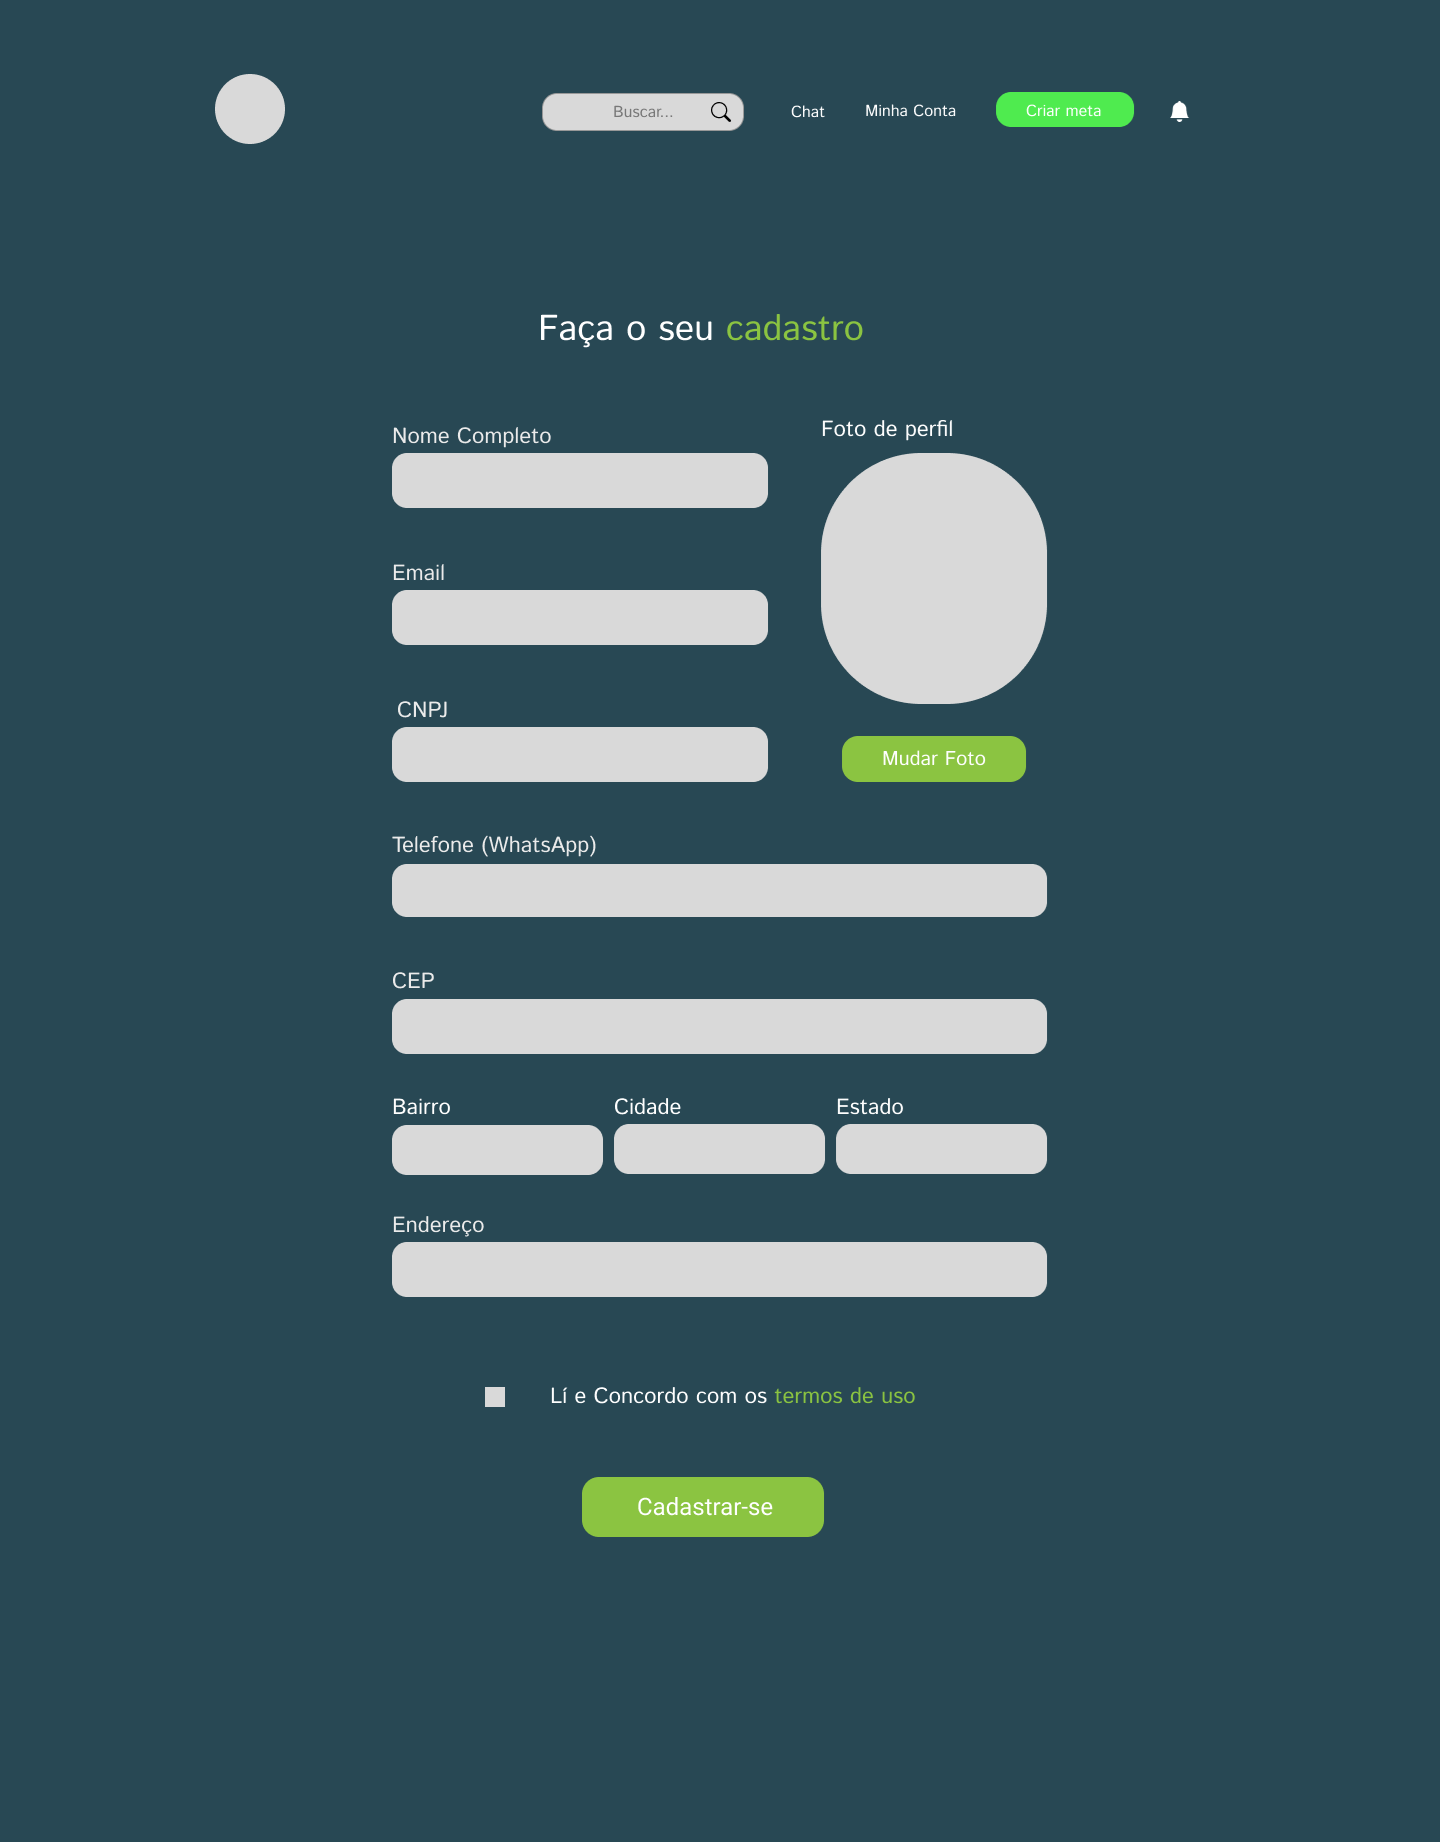 Buscar...
Chat
Minha Conta
Criar meta
Faça o seu cadastro
Nome Completo
Foto de perfil
Email
CNPJ
Mudar Foto
Telefone (WhatsApp)
CEP
Bairro
Cidade
Estado
Endereço
Lí e Concordo com os termos de uso
Cadastrar-se